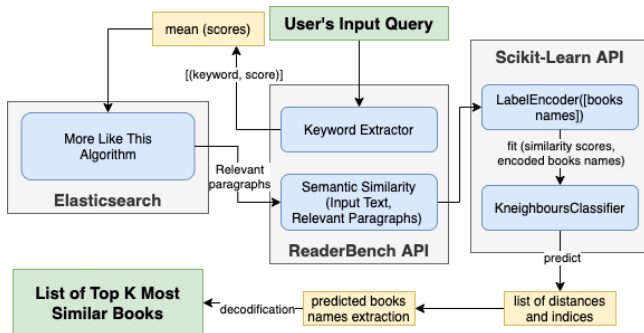 mean (scores)
User's Input Query
Scikit-Learn API
[(keyword, score)]
LabelEncoder([books
names])
More Like This
Algorithm
Keyword Extractor
fit (similarity scores,
encoded books names)
Relevant
paragraphs
Semantic Similarity
(Input Text,
Relevant Paragraphs)
KneighboursClassifier
Elasticsearch
ReaderBench API
predict
List of Top K Most
Similar Books
decodification
predicted books
names extraction
list of distances
and indices